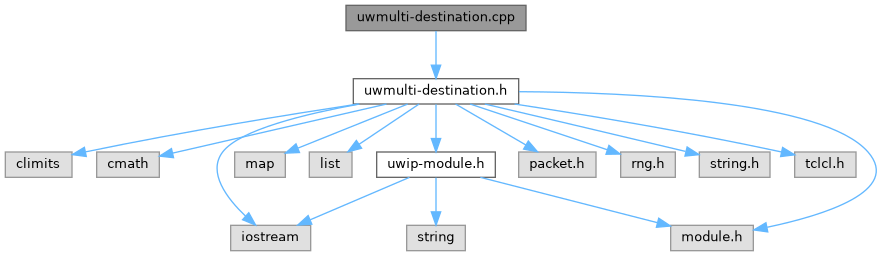 uwmulti-destination.cpp
uwmulti-destination.h
climits
cmath
map
list
uwip-module.h
packet.h
rng.h
string.h
tclcl.h
iostream
string
module.h